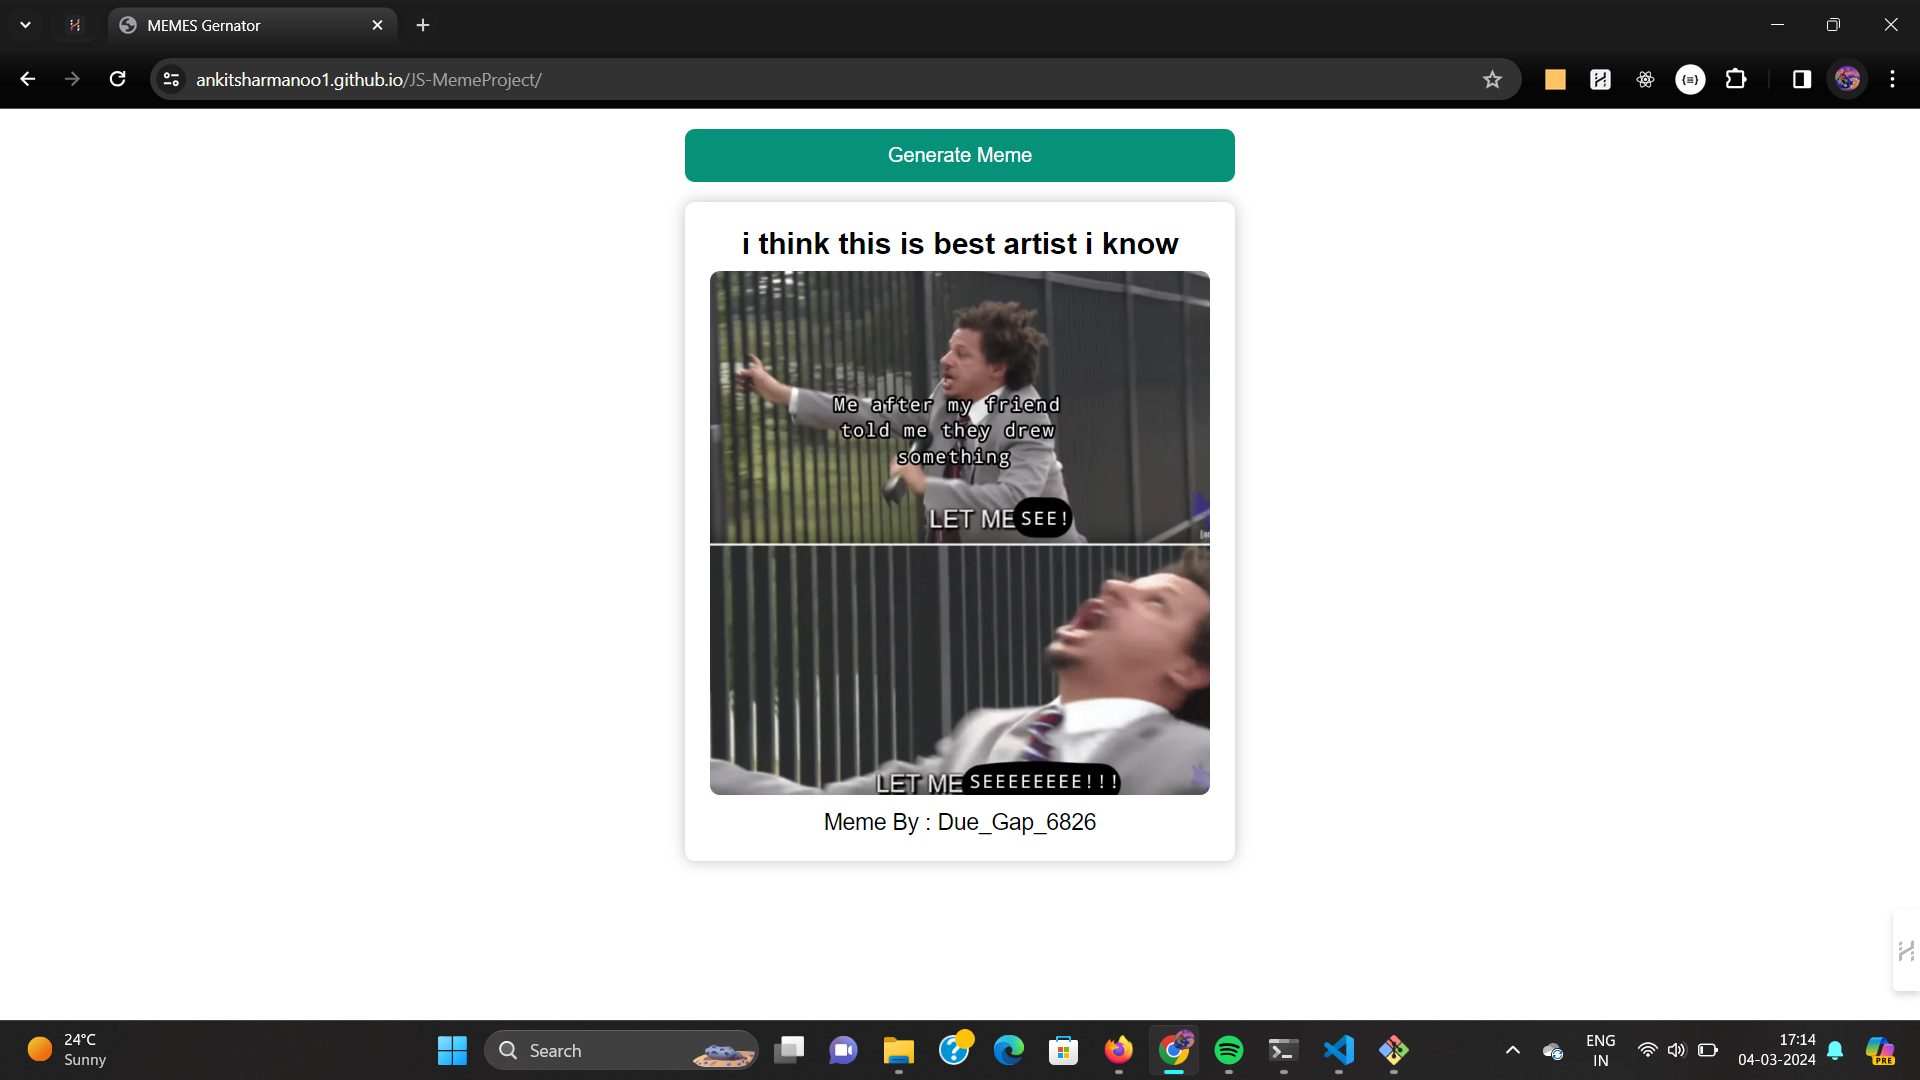 MEMES Gernator
ankitsharmanoo1.github.io/JS-MemeProject/
Generate Meme
i think this is best artist i know
Me after my friend
told me they drew
something
LET ME SEE!
LET ME SEEEEEEEE!!!
Meme By : Due_Gap_6826
24°C
Sunny
Search
ENG
IN
17:14
04-03-2024
PRE